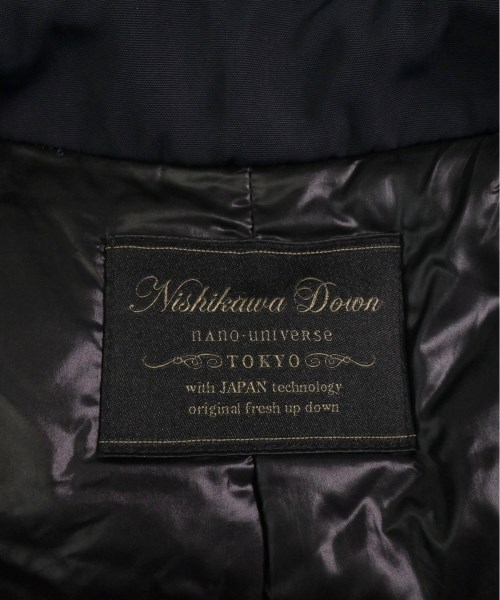 Nishikawa Down
nano·universe
TOKYO
with JAPAN technology
original fresh up down